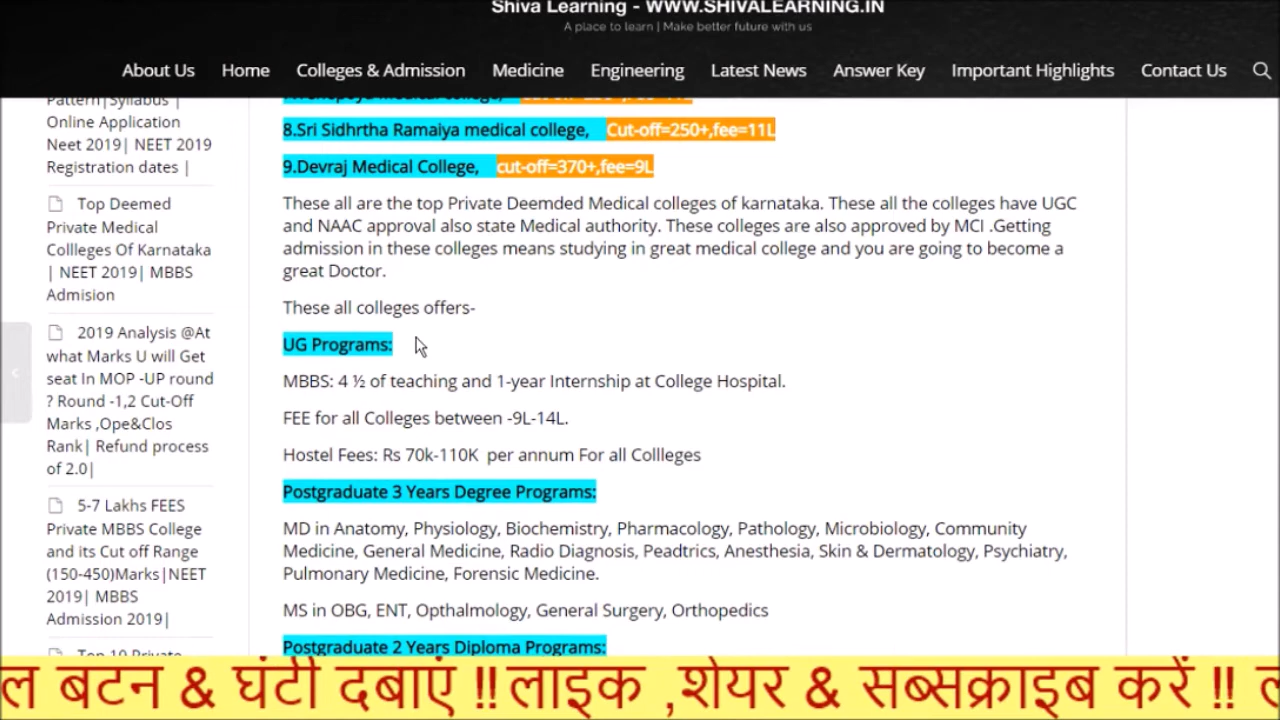 Shiva Learning - WWW.SHIVALEARNING.IN
A place to learn | Make better future with us
About Us Home Colleges & Admission Medicine Engineering Latest News Answer Key Important Highlights Contact Us
Pattern|Syllabus |
Online Application
Neet 2019| NEET 2019
Registration dates |
Top Deemed
Private Medical
Collleges Of Karnataka
| NEET 2019| MBBS
Admision
2019 Analysis @At
what Marks U will Get
seat In MOP -UP round
? Round -1,2 Cut-Off
Marks ,Ope&Clos
Rank| Refund process
of 2.0|
5-7 Lakhs FEES
Private MBBS College
and its Cut off Range
(150-450)Marks|NEET
2019| MBBS
Admission 2019|
Top 10 Private
8.Sri Sidhrtha Ramaiya medical college, Cut-off=250+,fee=11L
9.Devraj Medical College, cut-off=370+,fee=9L
These all are the top Private Deemded Medical colleges of karnataka. These all the colleges have UGC
and NAAC approval also state Medical authority. These colleges are also approved by MCI .Getting
admission in these colleges means studying in great medical college and you are going to become a
great Doctor.
These all colleges offers-
UG Programs:
MBBS: 4 ½ of teaching and 1-year Internship at College Hospital.
FEE for all Colleges between -9L-14L.
Hostel Fees: Rs 70k-110K per annum For all Collleges
Postgraduate 3 Years Degree Programs:
MD in Anatomy, Physiology, Biochemistry, Pharmacology, Pathology, Microbiology, Community
Medicine, General Medicine, Radio Diagnosis, Peadtrics, Anesthesia, Skin & Dermatology, Psychiatry,
Pulmonary Medicine, Forensic Medicine.
MS in OBG, ENT, Opthalmology, General Surgery, Orthopedics
Postgraduate 2 Years Diploma Programs:
ल बटन & घंटी दबाएं !! लाइक ,शेयर & सब्सक्राइब करें !!